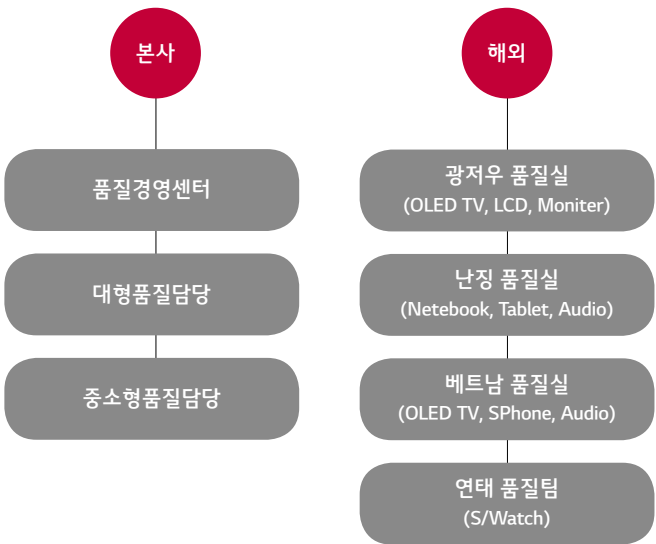 본사
품질경영센터
대형품질담당
중소형품질담당
해외
광저우 품질실
(OLED TV, LCD, Moniter)
난징 품질실
(Netebook, Tablet, Audio)
베트남 품질실
(OLED TV, SPhone, Audio)
연태 품질팀
(S/Watch)